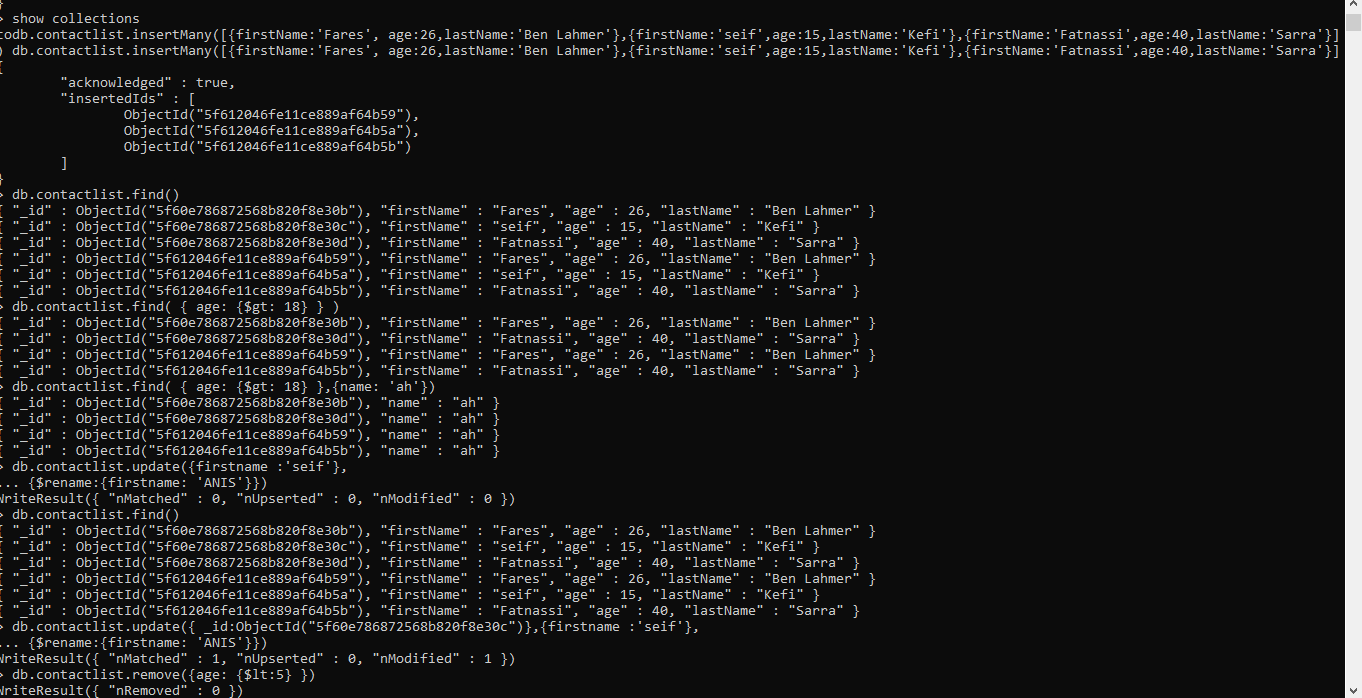 }
> show collections
codb.contactlist.insertMany([{firstName:'Fares', age:26,lastName:'Ben Lahmer'},{firstName:'seif',age:15,lastName:'Kefi'},{firstName:'Fatnassi',age:40,lastName:'Sarra'}]
) db.contactlist.insertMany([{firstName:'Fares', age:26,lastName:'Ben Lahmer'},{firstName:'seif',age:15,lastName:'Kefi'},{firstName:'Fatnassi',age:40,lastName:'Sarra'}]
{
"acknowledged" : true,
"insertedIds" : [
ObjectId("5f612046fe11ce889af64b59"),
ObjectId("5f612046fe11ce889af64b5a"),
ObjectId("5f612046fe11ce889af64b5b")
]
}
> db.contactlist.find()
{ "_id" : ObjectId("5f60e786872568b820f8e30b"), "firstName" : "Fares", "age" : 26, "lastName" : "Ben Lahmer" }
{ "_id" : ObjectId("5f60e786872568b820f8e30c"), "firstName" : "seif", "age" : 15, "lastName" : "Kefi" }
{ "_id" : ObjectId("5f60e786872568b820f8e30d"), "firstName" : "Fatnassi", "age" : 40, "lastName" : "Sarra" }
{ "_id" : ObjectId("5f612046fe11ce889af64b59"), "firstName" : "Fares", "age" : 26, "lastName" : "Ben Lahmer" }
{ "_id" : ObjectId("5f612046fe11ce889af64b5a"), "firstName" : "seif", "age" : 15, "lastName" : "Kefi" }
{ "_id" : ObjectId("5f612046fe11ce889af64b5b"), "firstName" : "Fatnassi", "age" : 40, "lastName" : "Sarra" }
> db.contactlist.find( { age: {$gt: 18} } )
{ "_id" : ObjectId("5f60e786872568b820f8e30b"), "firstName" : "Fares", "age" : 26, "lastName" : "Ben Lahmer" }
{ "_id" : ObjectId("5f60e786872568b820f8e30d"), "firstName" : "Fatnassi", "age" : 40, "lastName" : "Sarra" }
{ "_id" : ObjectId("5f612046fe11ce889af64b59"), "firstName" : "Fares", "age" : 26, "lastName" : "Ben Lahmer" }
{ "_id" : ObjectId("5f612046fe11ce889af64b5b"), "firstName" : "Fatnassi", "age" : 40, "lastName" : "Sarra" }
> db.contactlist.find( { age: {$gt: 18} },{name: 'ah'})
{ "_id" : ObjectId("5f60e786872568b820f8e30b"), "name" : "ah" }
{ "_id" : ObjectId("5f60e786872568b820f8e30d"), "name" : "ah" }
{ "_id" : ObjectId("5f612046fe11ce889af64b59"), "name" : "ah" }
{ "_id" : ObjectId("5f612046fe11ce889af64b5b"), "name" : "ah" }
> db.contactlist.update({firstname :'seif'},
... {$rename:{firstname: 'ANIS'}})
WriteResult({ "nMatched" : 0, "nUpserted" : 0, "nModified" : 0 })
> db.contactlist.find()
{ "_id" : ObjectId("5f60e786872568b820f8e30b"), "firstName" : "Fares", "age" : 26, "lastName" : "Ben Lahmer" }
{ "_id" : ObjectId("5f60e786872568b820f8e30c"), "firstName" : "seif", "age" : 15, "lastName" : "Kefi" }
{ "_id" : ObjectId("5f60e786872568b820f8e30d"), "firstName" : "Fatnassi", "age" : 40, "lastName" : "Sarra" }
{ "_id" : ObjectId("5f612046fe11ce889af64b59"), "firstName" : "Fares", "age" : 26, "lastName" : "Ben Lahmer" }
{ "_id" : ObjectId("5f612046fe11ce889af64b5a"), "firstName" : "seif", "age" : 15, "lastName" : "Kefi" }
{ "_id" : ObjectId("5f612046fe11ce889af64b5b"), "firstName" : "Fatnassi", "age" : 40, "lastName" : "Sarra" }
> db.contactlist.update({ _id:ObjectId("5f60e786872568b820f8e30c")},{firstname :'seif'},
... {$rename:{firstname: 'ANIS'}})
WriteResult({ "nMatched" : 1, "nUpserted" : 0, "nModified" : 1 })
> db.contactlist.remove({age: {$lt:5} })
WriteResult({ "nRemoved" : 0 })